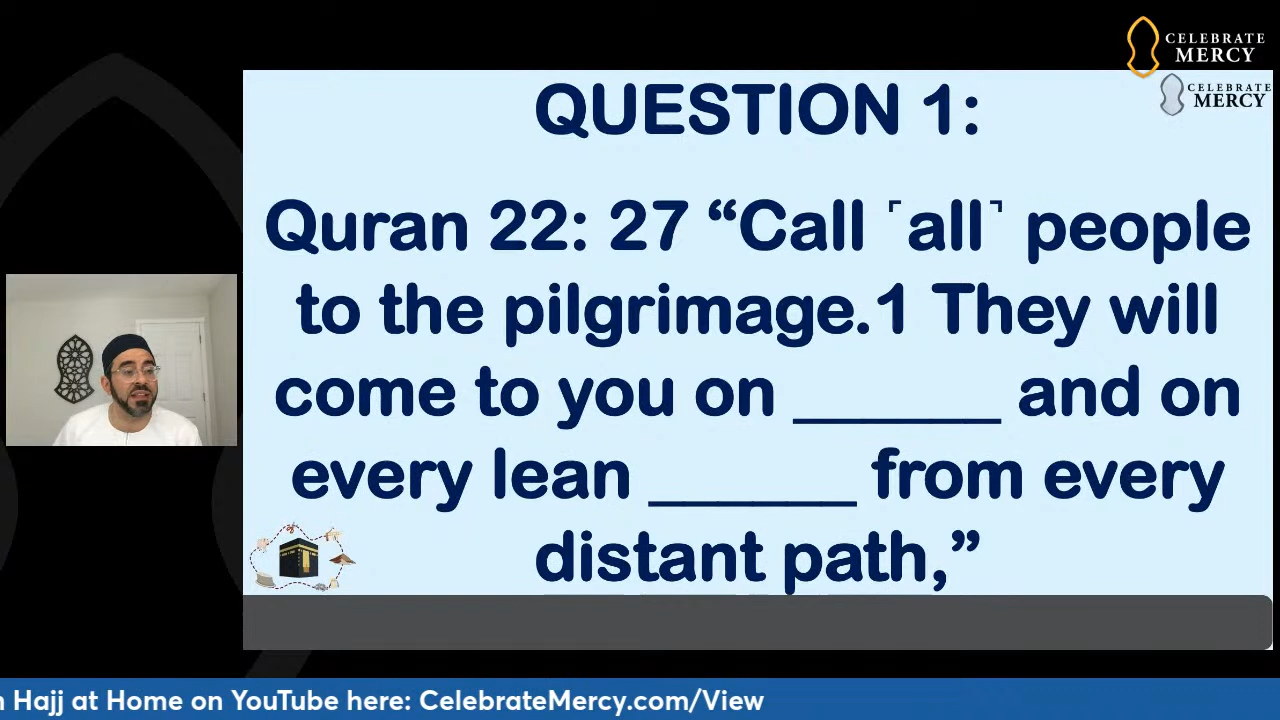 CELEBRATE
MERCY
CELEBRATE
MERCY
QUESTION 1:
Quran 22: 27 “Call ˹all˺ people
to the pilgrimage.1 They will
come to you on ______ and on
every lean ______ from every
distant path,”
Hajj at Home on YouTube here: CelebrateMercy.com/View